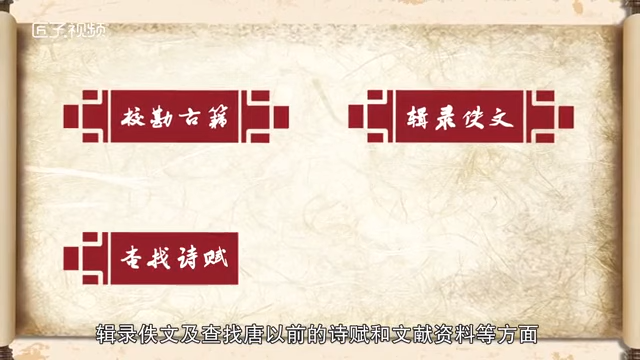 匠子视频
校勘古籍
辑录佚文
查找诗赋
辑录佚文及查找唐以前的诗赋和文献资料等方面